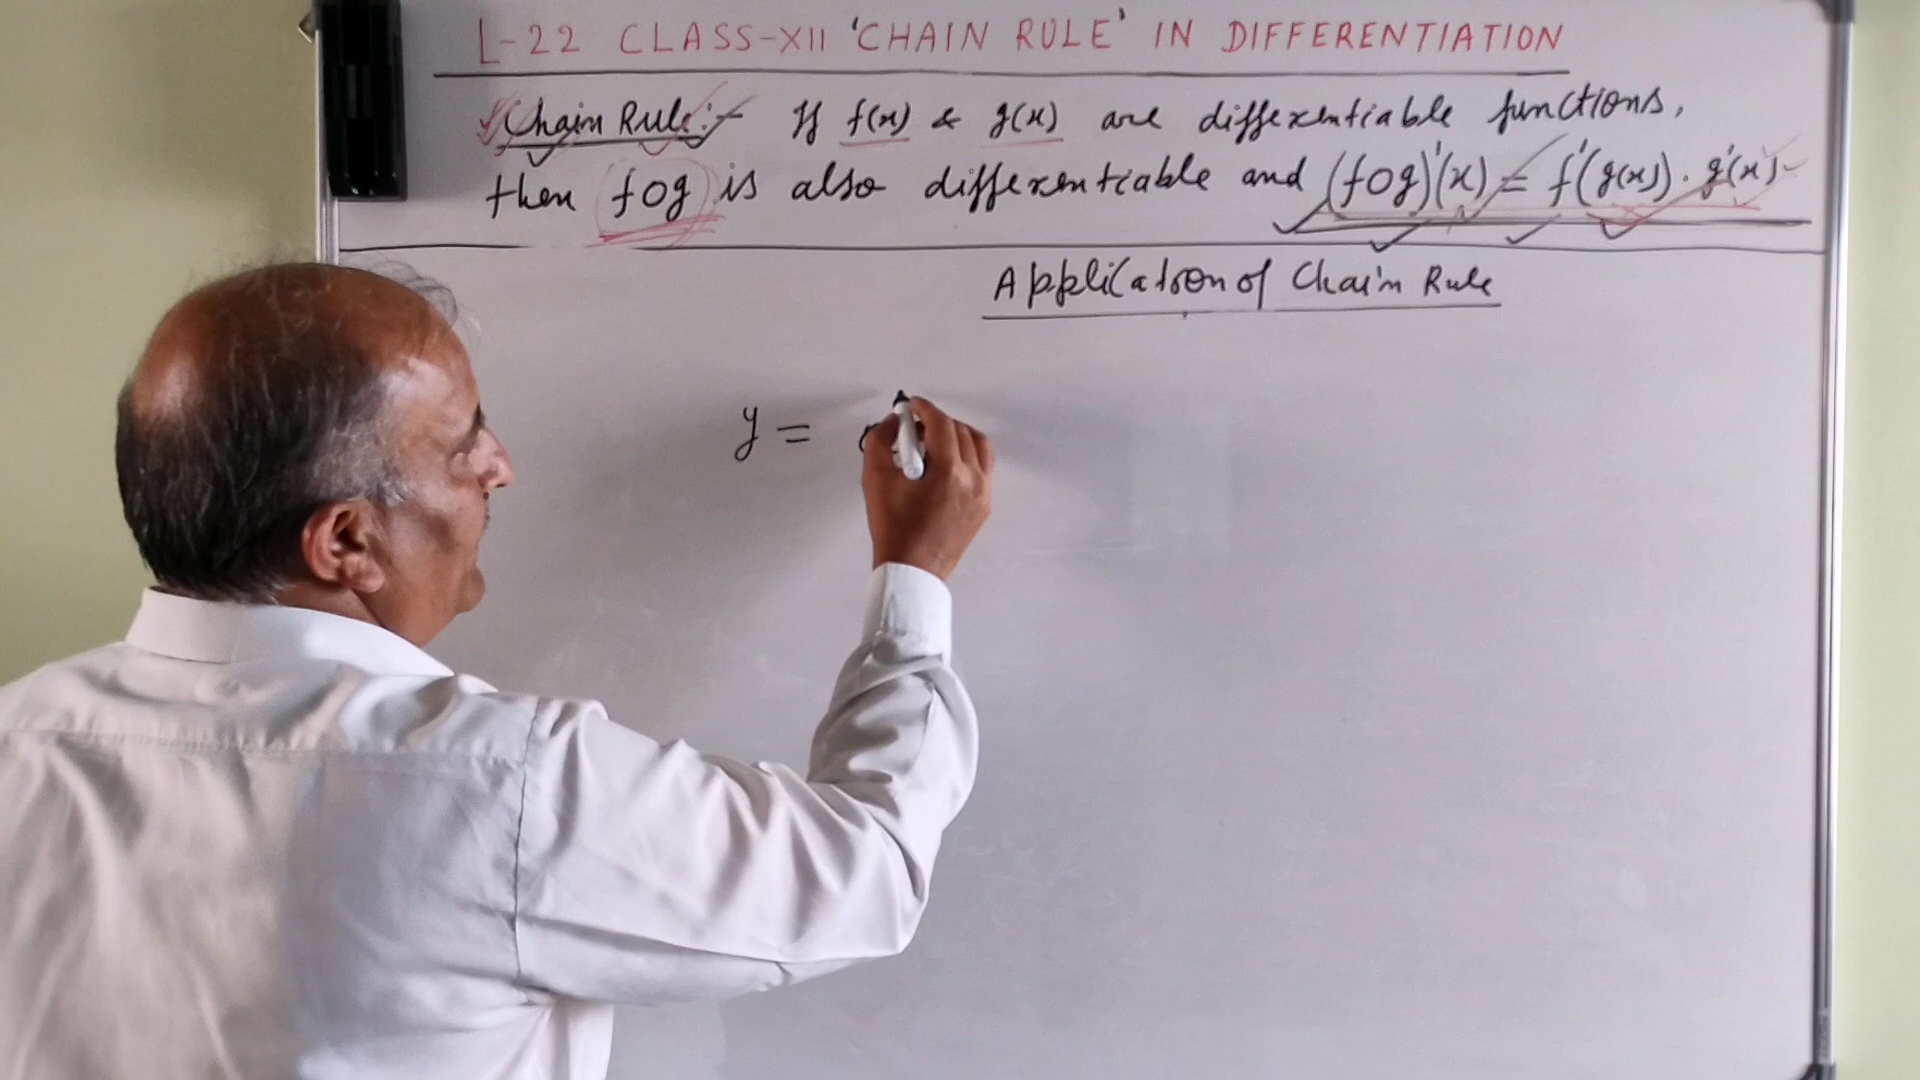 L-22 CLASS-XII 'CHAIN RULE' IN DIFFERENTIATION
Chain Rule:- If f(x) & g(x) are differentiable functions,
then fog is also differentiable and (fog)'(x) = f'(g(x)). g'(x).
Application of Chain Rule
y =